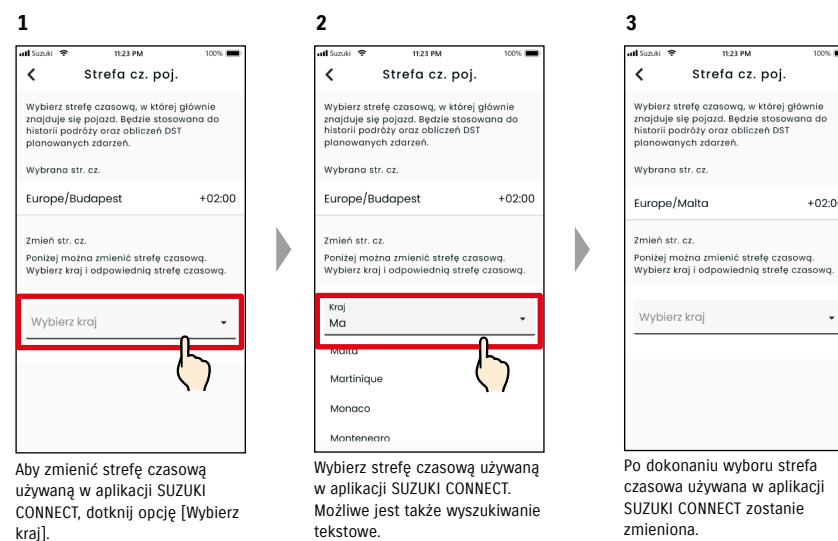 1
Suzuki 11:23 PM 100%
Strefa cz. poj.
Wybierz strefę czasową, w której głównie
znajduje się pojazd. Będzie stosowana do
historii podróży oraz obliczeń DST
planowanych zdarzeń.
Wybrana str. cz.
Europe/Budapest +02:00
Zmień str. cz.
Poniżej można zmienić strefę czasową.
Wybierz kraj i odpowiednią strefę czasową.
Wybierz kraj
Aby zmienić strefę czasową
używaną w aplikacji SUZUKI
CONNECT, dotknij opcję [Wybierz
kraj].
2
Suzuki 11:23 PM 100%
Strefa cz. poj.
Wybierz strefę czasową, w której głównie
znajduje się pojazd. Będzie stosowana do
historii podróży oraz obliczeń DST
planowanych zdarzeń.
Wybrana str. cz.
Europe/Budapest +02:00
Zmień str. cz.
Poniżej można zmienić strefę czasową.
Wybierz kraj i odpowiednią strefę czasową.
Kraj
Ma
Malta
Martinique
Monaco
Montenegro
Wybierz strefę czasową używaną
w aplikacji SUZUKI CONNECT.
Możliwe jest także wyszukiwanie
tekstowe.
3
Suzuki 11:23 PM 100%
Strefa cz. poj.
Wybierz strefę czasową, w której głównie
znajduje się pojazd. Będzie stosowana do
historii podróży oraz obliczeń DST
planowanych zdarzeń.
Wybrana str. cz.
Europe/Malta +02:0
Zmień str. cz.
Poniżej można zmienić strefę czasową.
Wybierz kraj i odpowiednią strefę czasową.
Wybierz kraj
Po dokonaniu wyboru strefa
czasowa używana w aplikacji
SUZUKI CONNECT zostanie
zmieniona.